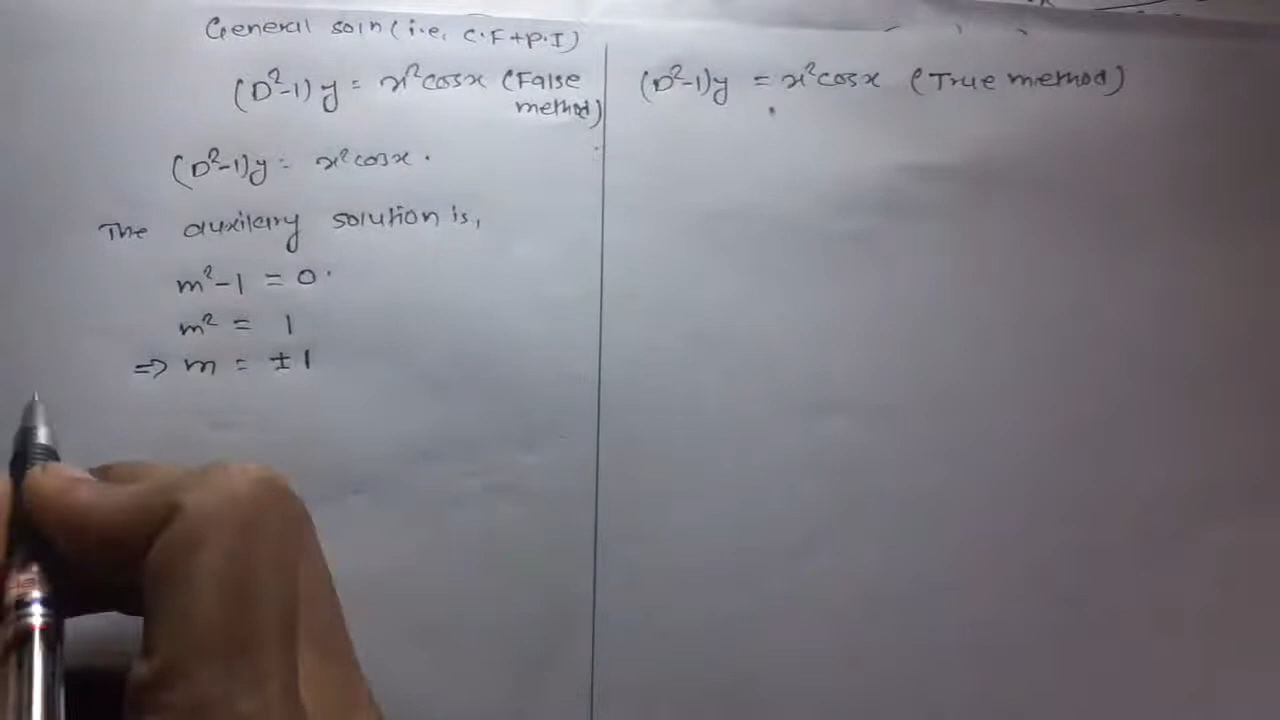 General soln (i.e. C.F + P.I)
(D²-1)y = x²cosx (False
method)
(D²-1)y = x²cosx.
The auxilary solution is,
m²-1 = 0.
m² = 1
⇒ m = ±1
(D²-1)y = x²cosx (True method)